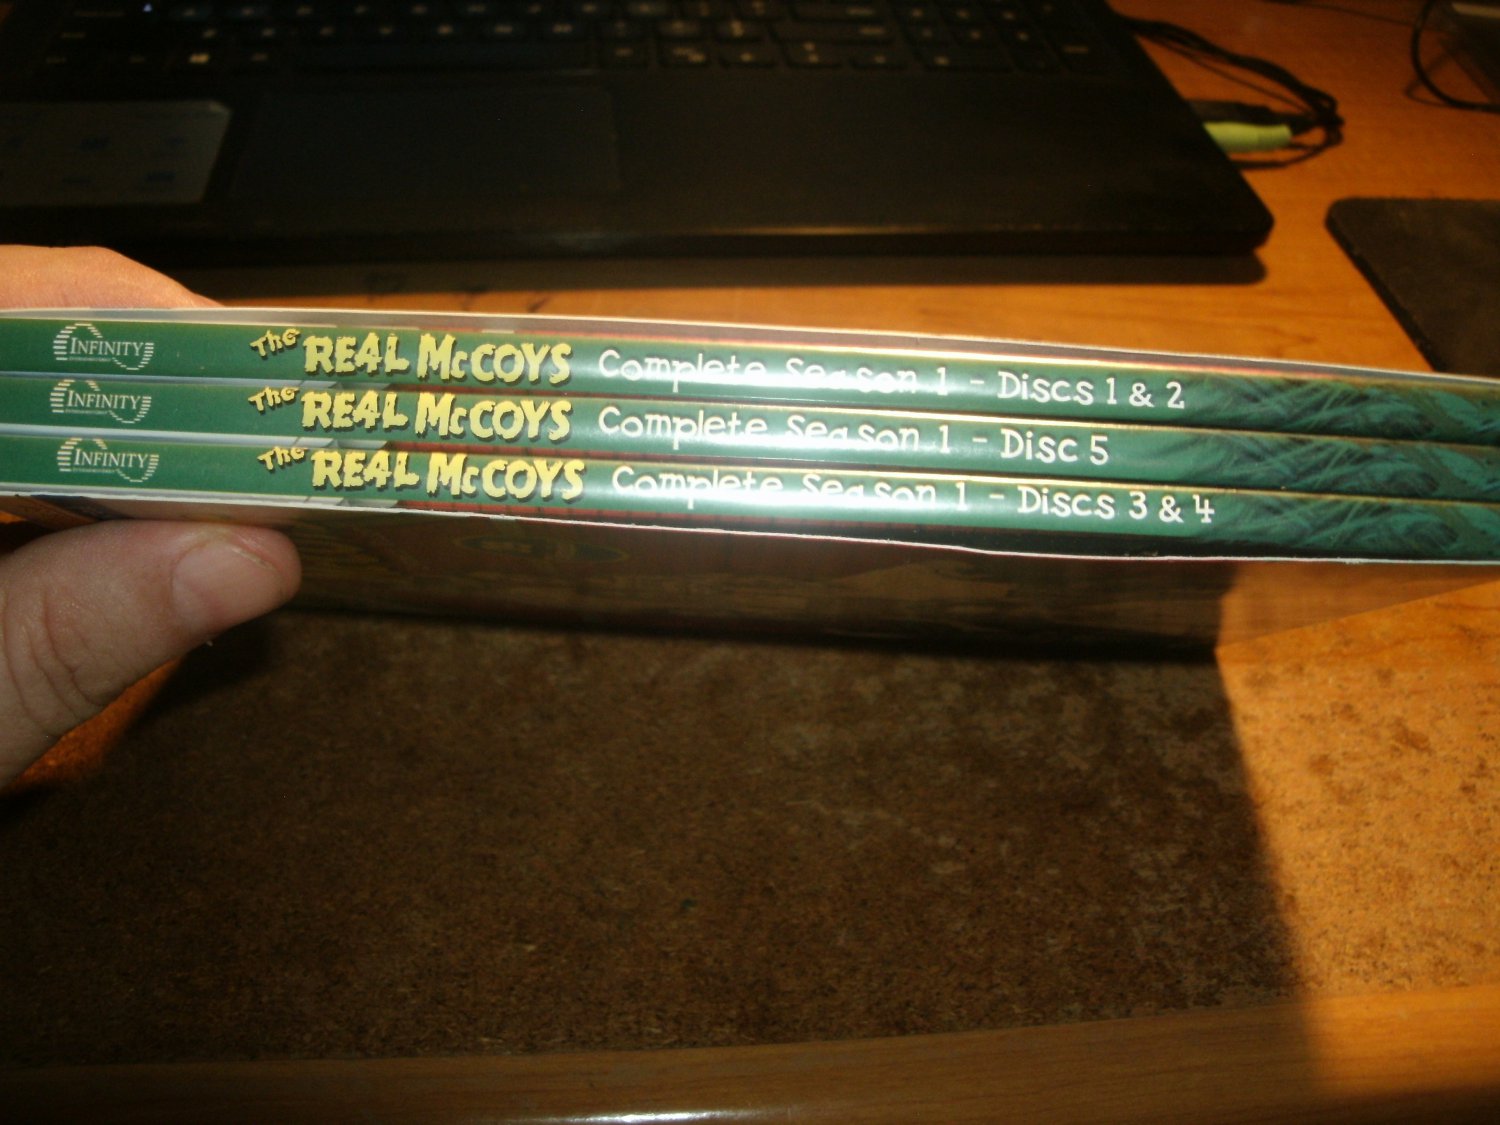 INFINITY The REAL McCOYS Complete Season 1 - Discs 1 & 2
INFINITY The REAL McCOYS Complete Season 1 - Disc 5
INFINITY The REAL McCOYS Complete Season 1 - Discs 3 & 4